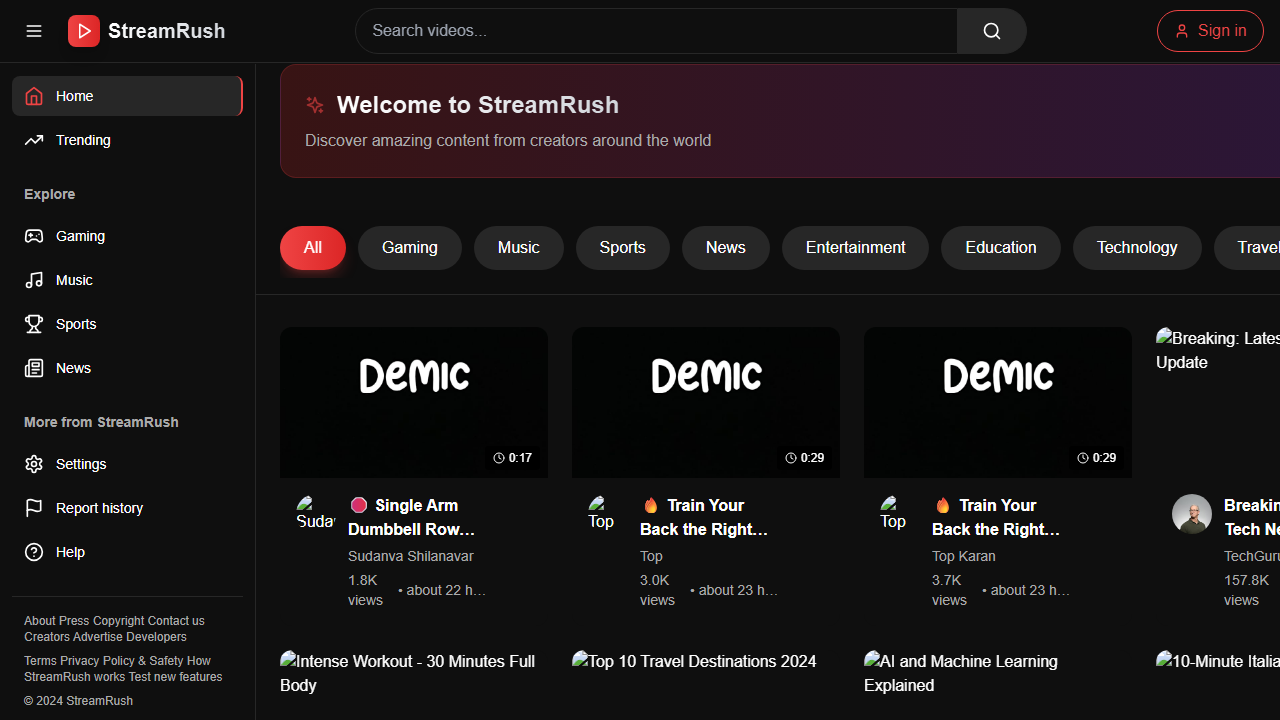 StreamRush
Search videos...
Sign in
Home
Trending
Explore
Gaming
Music
Sports
News
More from StreamRush
Settings
Report history
Help
About Press Copyright Contact us
Creators Advertise Developers
Terms Privacy Policy & Safety How
StreamRush works Test new features
© 2024 StreamRush
Welcome to StreamRush
Discover amazing content from creators around the world
All
Gaming
Music
Sports
News
Entertainment
Education
Technology
Travel
DEMIC
0:17
Suda
Single Arm
Dumbbell Row…
Sudanva Shilanavar
1.8K
views
• about 22 h…
DEMIC
0:29
Top
Train Your
Back the Right…
Top
3.0K
views
• about 23 h…
DEMIC
0:29
Top
Train Your
Back the Right…
Top Karan
3.7K
views
• about 23 h…
Breaking: Lates
Update
Breakin
Tech Ne
TechGuru
157.8K
views
Intense Workout - 30 Minutes Full
Body
Top 10 Travel Destinations 2024
AI and Machine Learning
Explained
10-Minute Italia